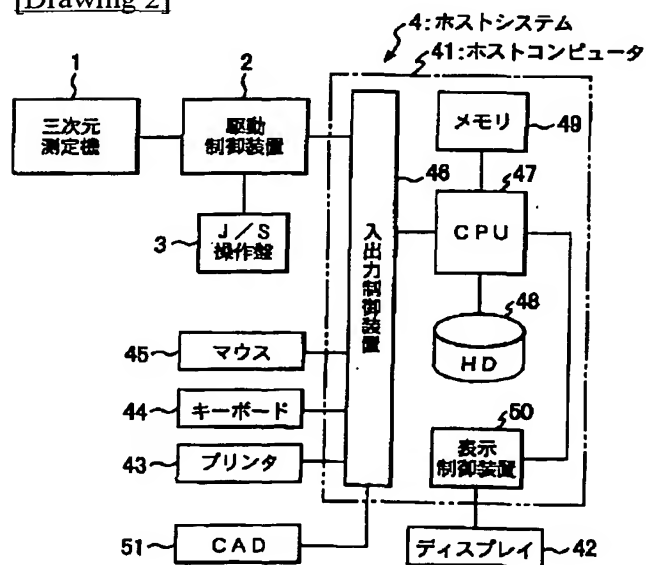 [Drawing 2]
4:ホストシステム
41:ホストコンピュータ
1
三次元
測定機
2
駆動
制御装置
3
J/S
操作盤
メモリ
49
46
47
CPU
入出力制御装置
48
HD
45
マウス
44
キーボード
43
プリンタ
50
表示
制御装置
51
CAD
ディスプレイ
42